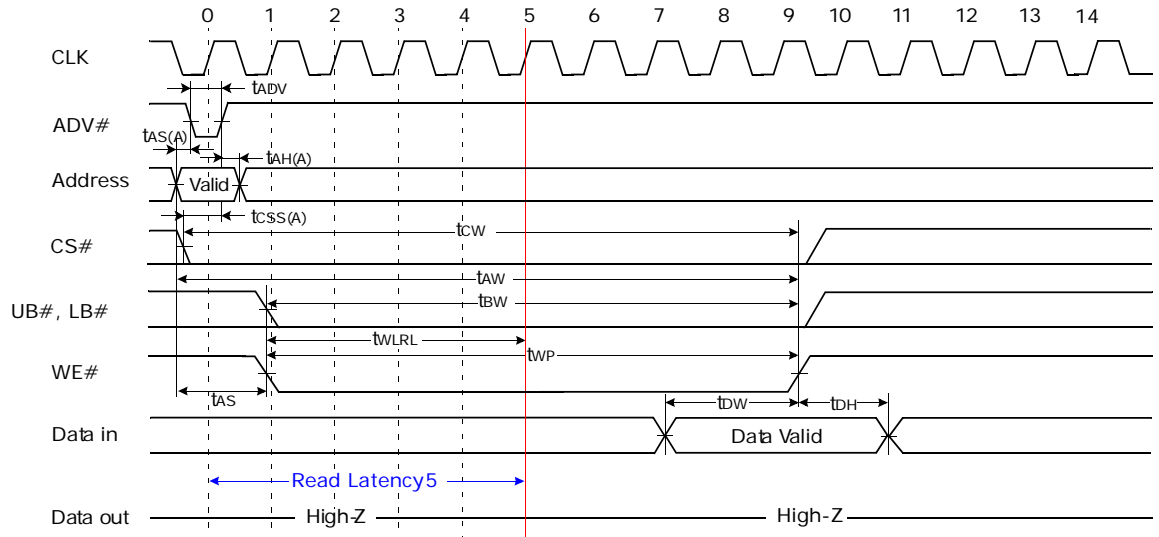 0 1 2 3 4 5 6 7 8 9 10 11 12 13 14
CLK
tADV
ADV#
tAS(A)
tAH(A)
Address Valid
tCSS(A)
tCW
CS#
tAW
tBW
UB#, LB#
tWLRL
tWP
WE#
tAS
tDW tDH
Data in Data Valid
Read Latency 5
Data out High-Z High-Z